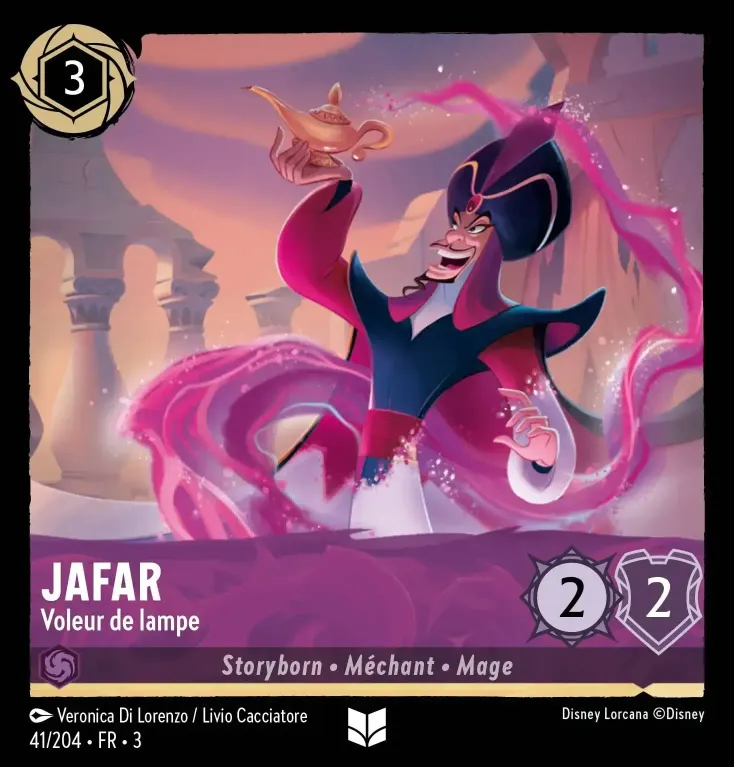 3
JAFAR
Voleur de lampe
2 2
Storyborn • Méchant • Mage
Veronica Di Lorenzo / Livio Cacciatore
Disney Lorcana ©Disney
41/204 • FR • 3